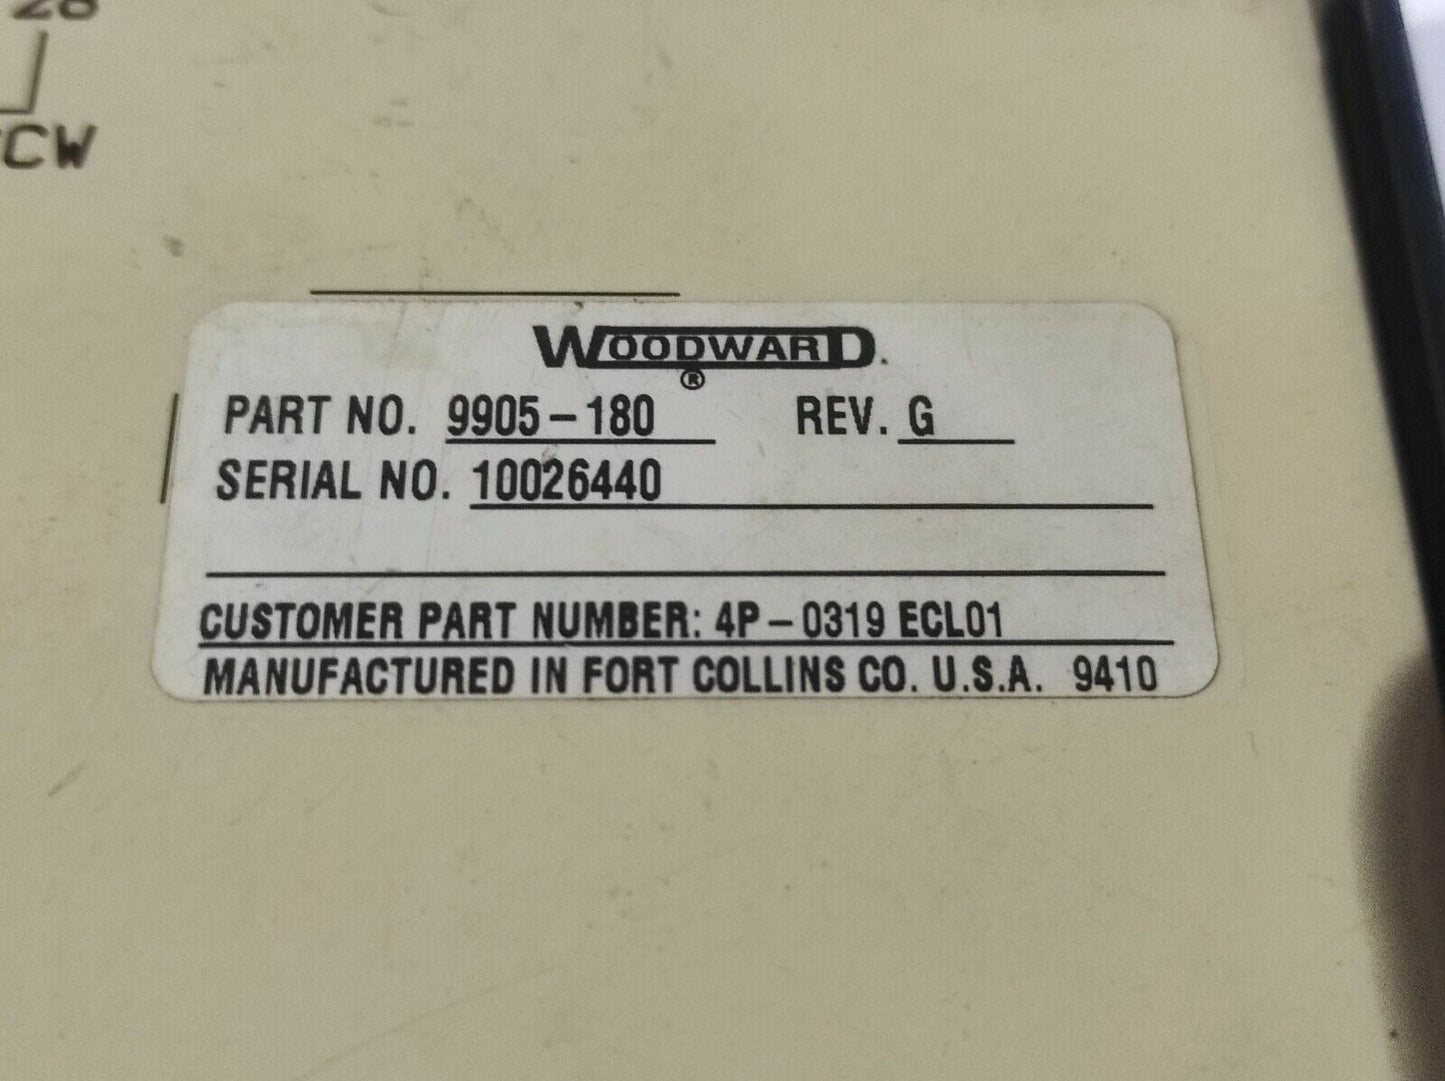 28
CW
WOODWARD.
®
PART NO. 9905-180 REV. G
SERIAL NO. 10026440
CUSTOMER PART NUMBER: 4P-0319 ECL01
MANUFACTURED IN FORT COLLINS CO. U.S.A. 9410